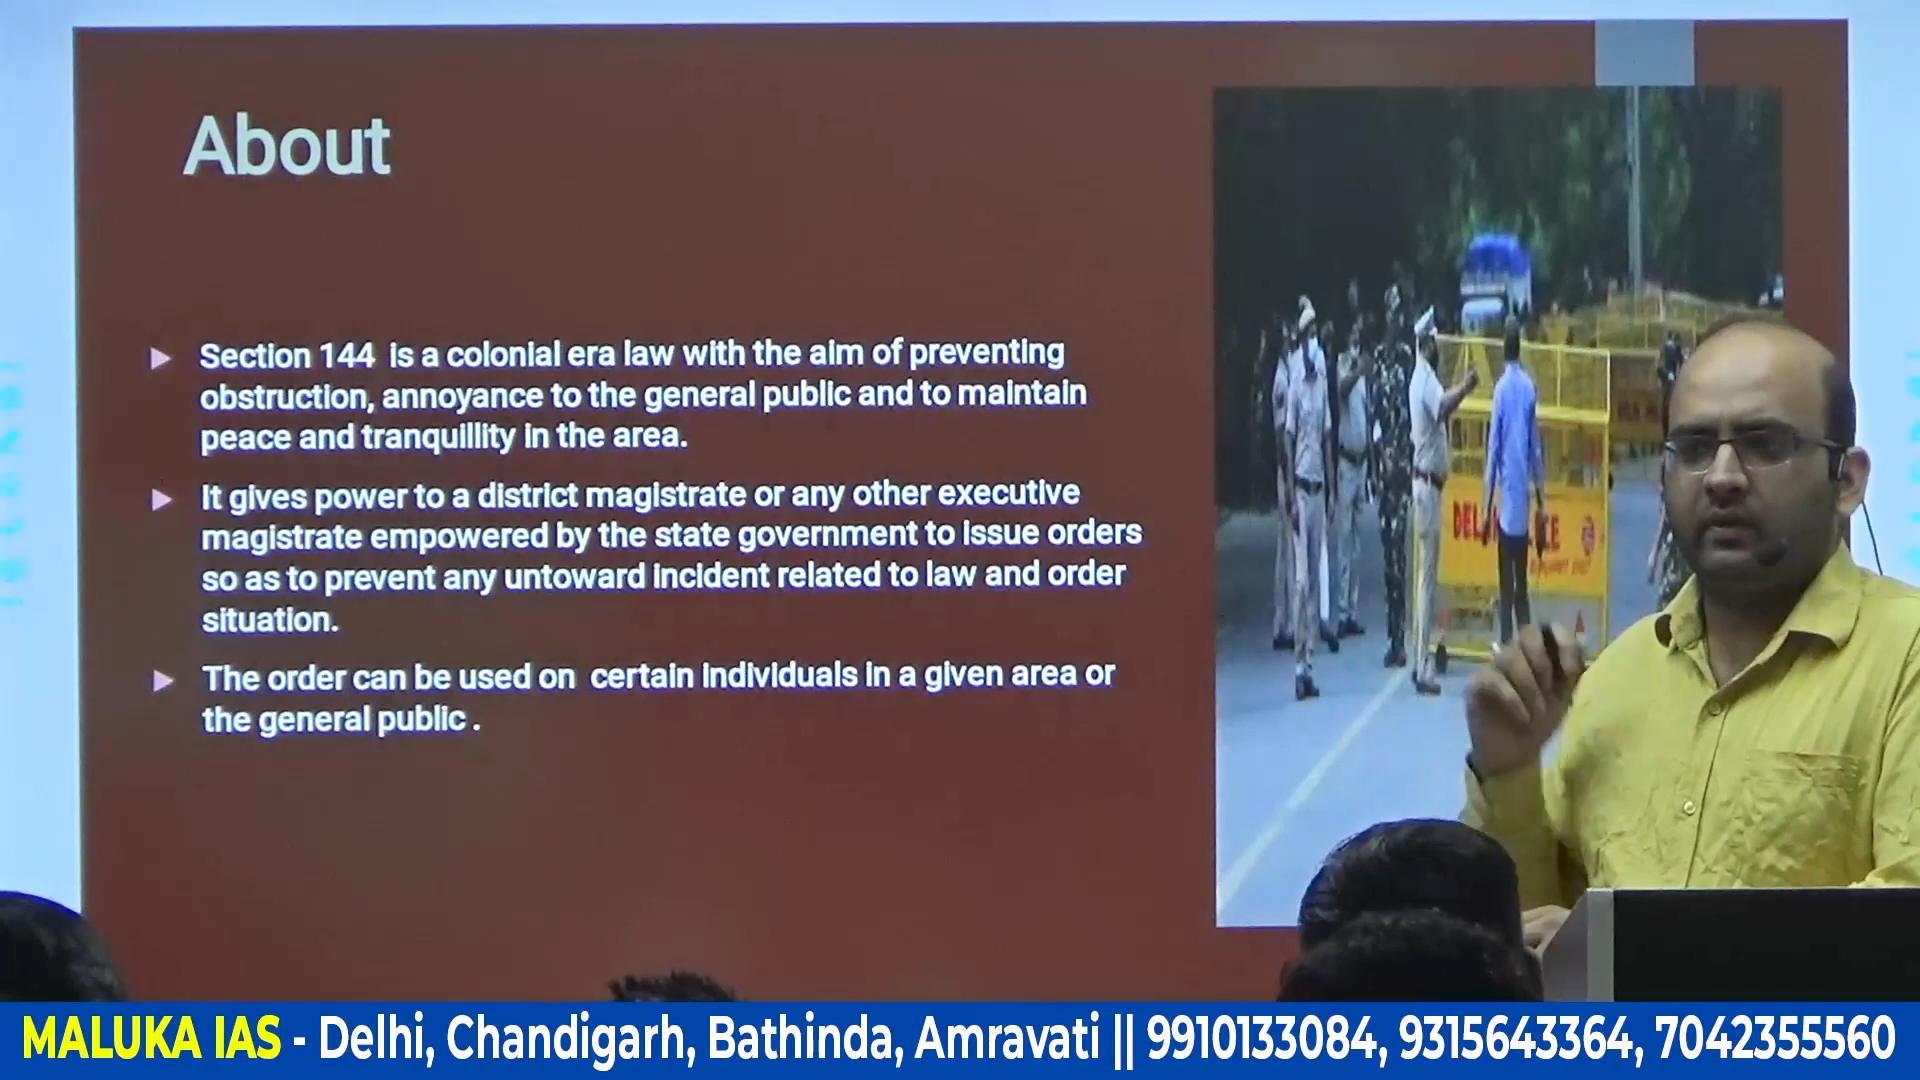 About
Section 144 is a colonial era law with the aim of preventing
obstruction, annoyance to the general public and to maintain
peace and tranquillity in the area.
It gives power to a district magistrate or any other executive
magistrate empowered by the state government to issue orders
so as to prevent any untoward incident related to law and order
situation.
The order can be used on certain individuals in a given area or
the general public .
MALUKA IAS - Delhi, Chandigarh, Bathinda, Amravati || 9910133084, 9315643364, 7042355560